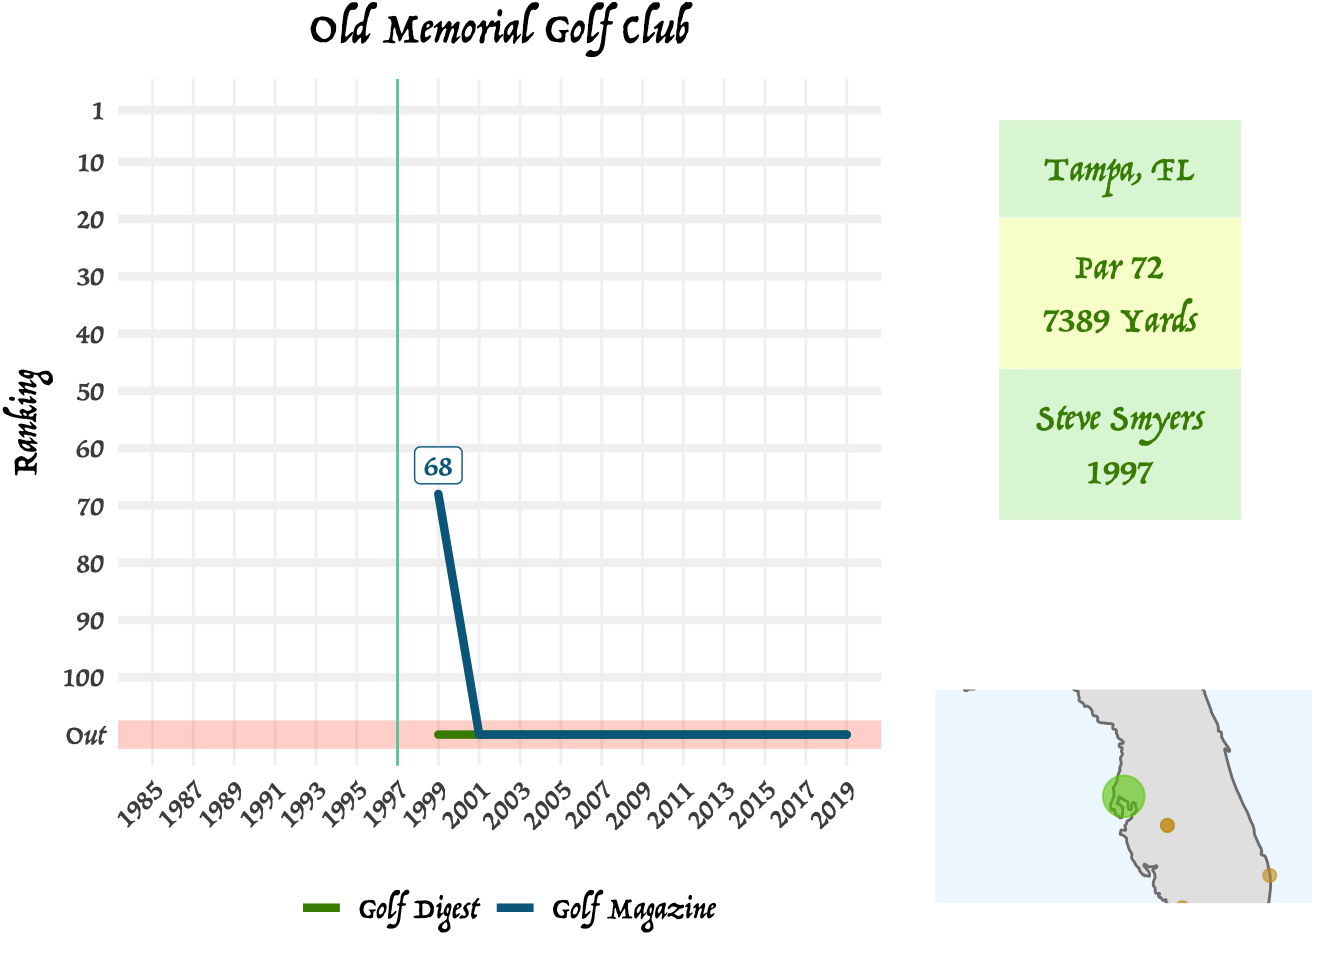 Old Memorial Golf Club
Ranking
1
10
20
30
40
50
60
70
80
90
100
Out
68
1985 1987 1989 1991 1993 1995 1997 1999 2001 2003 2005 2007 2009 2011 2013 2015 2017 2019
Golf Digest Golf Magazine
Tampa, FL
Par 72
7389 Yards
Steve Smyers
1997